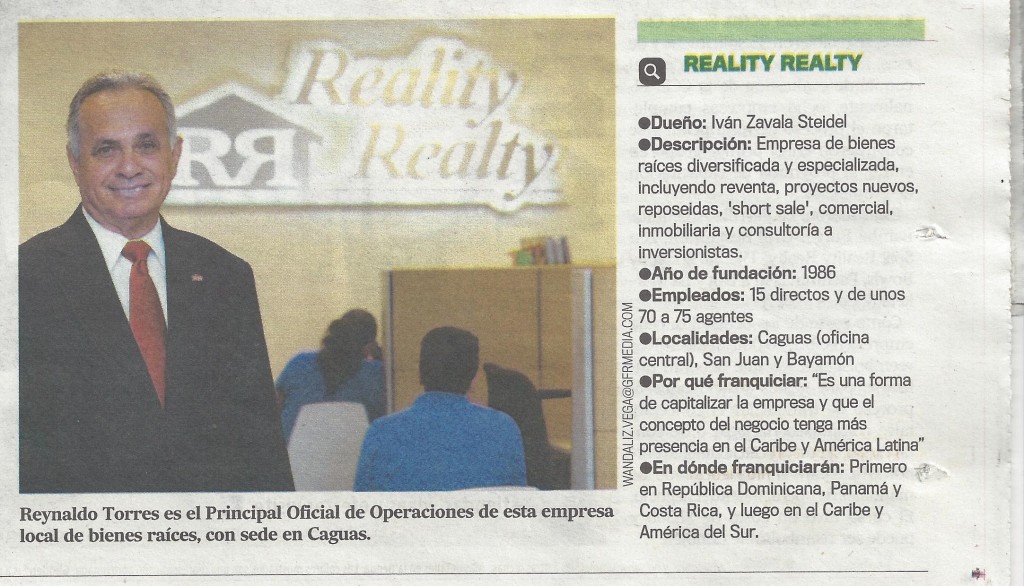 Reality
Realty
RR
Reynaldo Torres es el Principal Oficial de Operaciones de esta empresa
local de bienes raíces, con sede en Caguas.
WANDALIZ.VEGA@GFRMEDIA.COM
REALITY REALTY
●Dueño: Iván Zavala Steidel
●Descripción: Empresa de bienes
raíces diversificada y especializada,
incluyendo reventa, proyectos nuevos,
reposeidas, 'short sale', comercial,
inmobiliaria y consultoría a
inversionistas.
●Año de fundación: 1986
●Empleados: 15 directos y de unos
70 a 75 agentes
●Localidades: Caguas (oficina
central), San Juan y Bayamón
●Por qué franquiciar: “Es una forma
de capitalizar la empresa y que el
concepto del negocio tenga más
presencia en el Caribe y América Latina”
●En dónde franquiciarán: Primero
en República Dominicana, Panamá y
Costa Rica, y luego en el Caribe y
América del Sur.